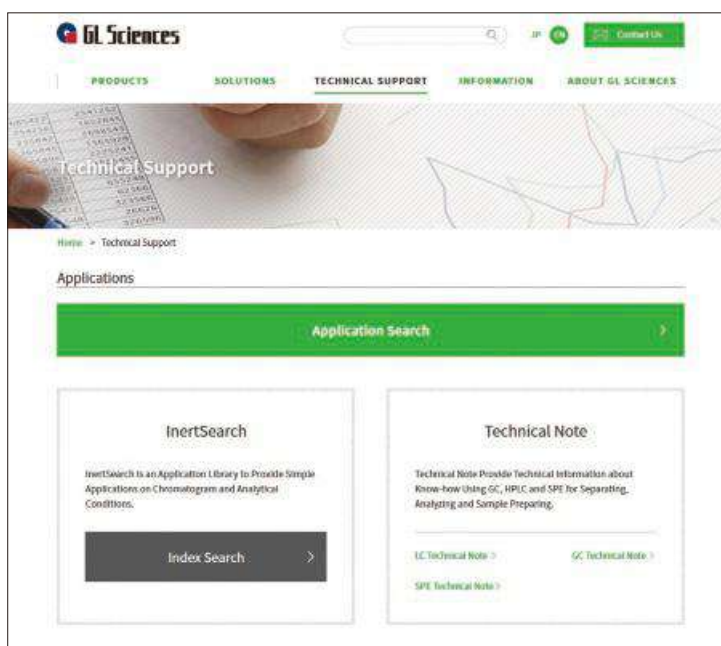 GL Sciences
JP EN Contact Us
PRODUCTS SOLUTIONS TECHNICAL SUPPORT INFORMATION ABOUT GL SCIENCES
Technical Support
Home > Technical Support
Applications
Application Search
InertSearch
InertSearch is an Application Library to Provide Simple
Applications on Chromatogram and Analytical
Conditions.
Index Search
Technical Note
Technical Note Provide Technical Information about
Know-how Using GC, HPLC and SPE for Separating,
Analyzing and Sample Preparing.
LC Technical Note > GC Technical Note >
SPE Technical Note >